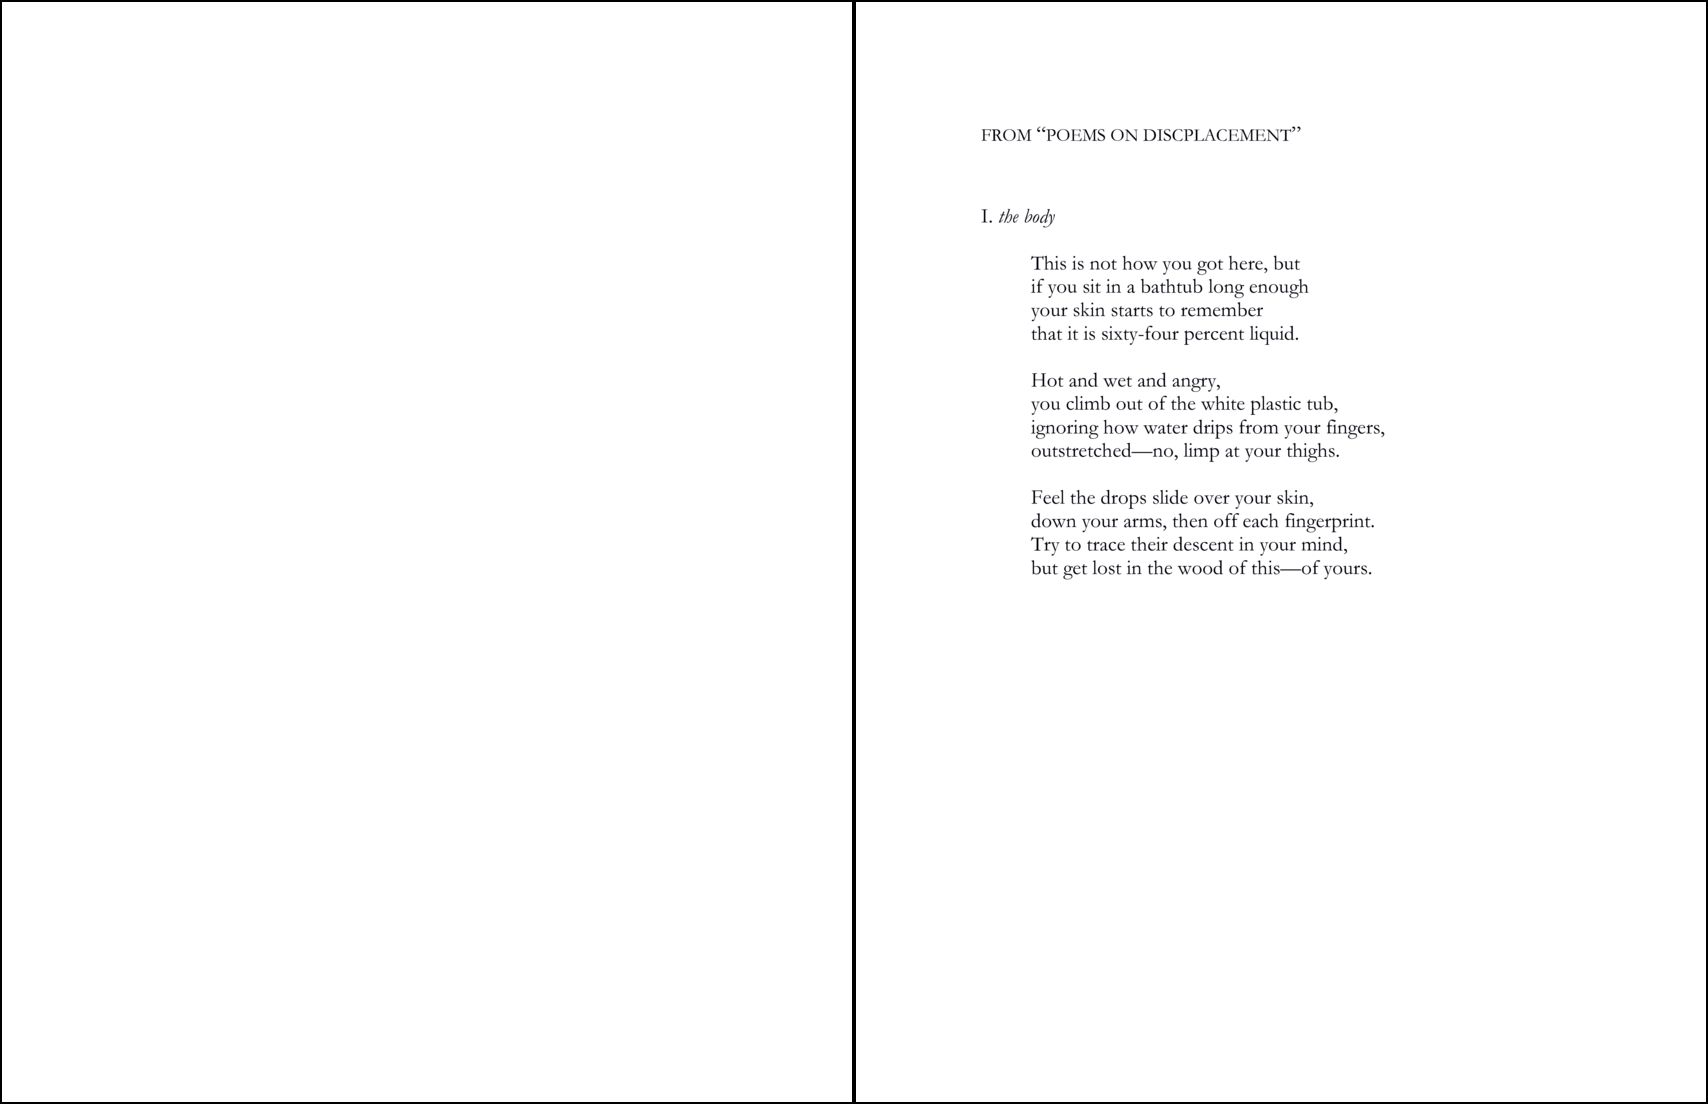 FROM “POEMS ON DISCPLACEMENT”
I. the body
This is not how you got here, but
if you sit in a bathtub long enough
your skin starts to remember
that it is sixty-four percent liquid.
Hot and wet and angry,
you climb out of the white plastic tub,
ignoring how water drips from your fingers,
outstretched—no, limp at your thighs.
Feel the drops slide over your skin,
down your arms, then off each fingerprint.
Try to trace their descent in your mind,
but get lost in the wood of this—of yours.